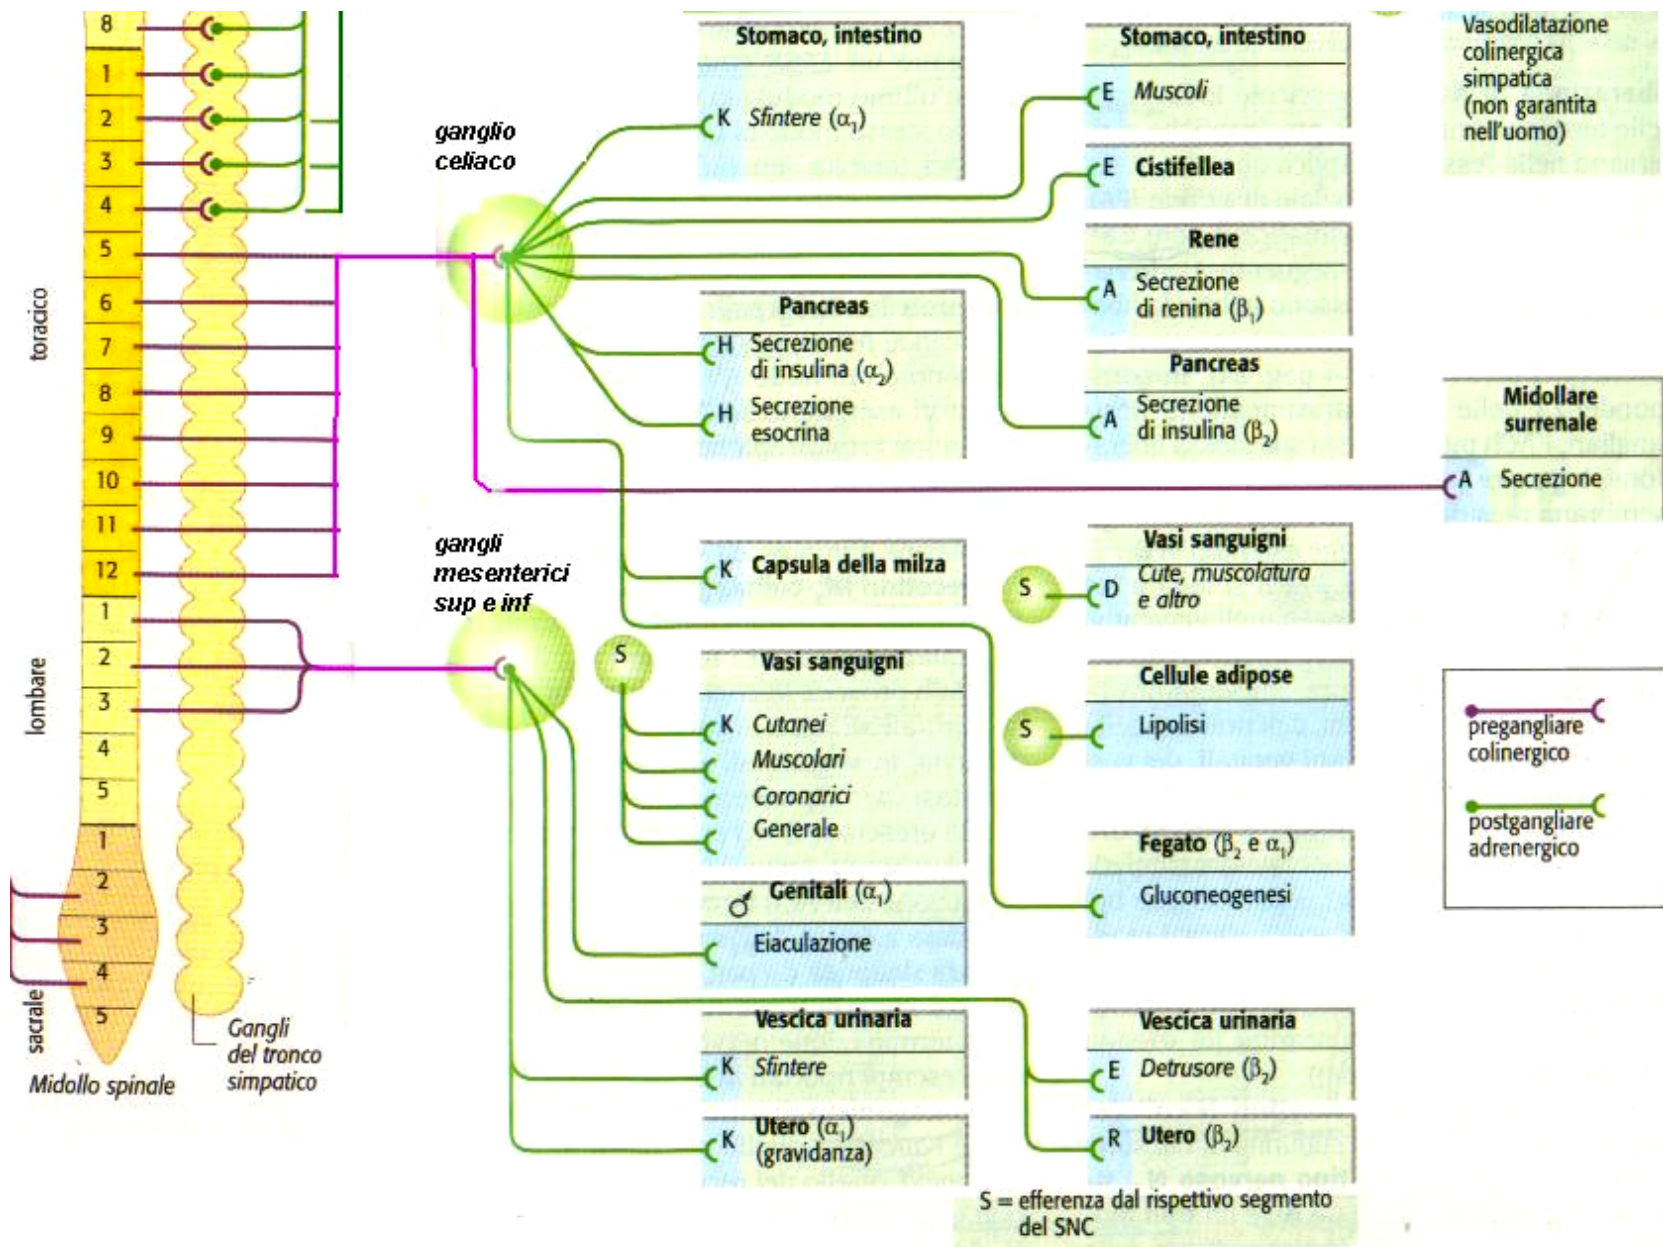 8
1
2
3
4
5
6
7
8
9
10
11
12
1
2
3
4
5
1
2
3
4
5
toracico
lombare
sacrale
Midollo spinale
Gangli
del tronco
simpatico
ganglio
celiaco
gangli
mesenterici
sup e inf
Stomaco, intestino
K Sfintere (α₁)
Pancreas
H Secrezione
di insulina (α₂)
H Secrezione
esocrina
K Capsula della milza
S
Vasi sanguigni
K Cutanei
Muscolari
Coronarici
Generale
♂ Genitali (α₁)
Eiaculazione
Vescica urinaria
K Sfintere
K Utero (α₁)
(gravidanza)
Stomaco, intestino
E Muscoli
E Cistifellea
Rene
A Secrezione
di renina (β₁)
Pancreas
A Secrezione
di insulina (β₂)
Vasi sanguigni
S D Cute, muscolatura
e altro
Cellule adipose
S Lipolisi
Fegato (β₂ e α₁)
Gluconeogenesi
Vescica urinaria
E Detrusore (β₂)
R Utero (β₂)
S = efferenza dal rispettivo segmento
del SNC
Vasodilatazione
colinergica
simpatica
(non garantita
nell'uomo)
Midollare
surrenale
A Secrezione
pregangliare
colinergico
postgangliare
adrenergico